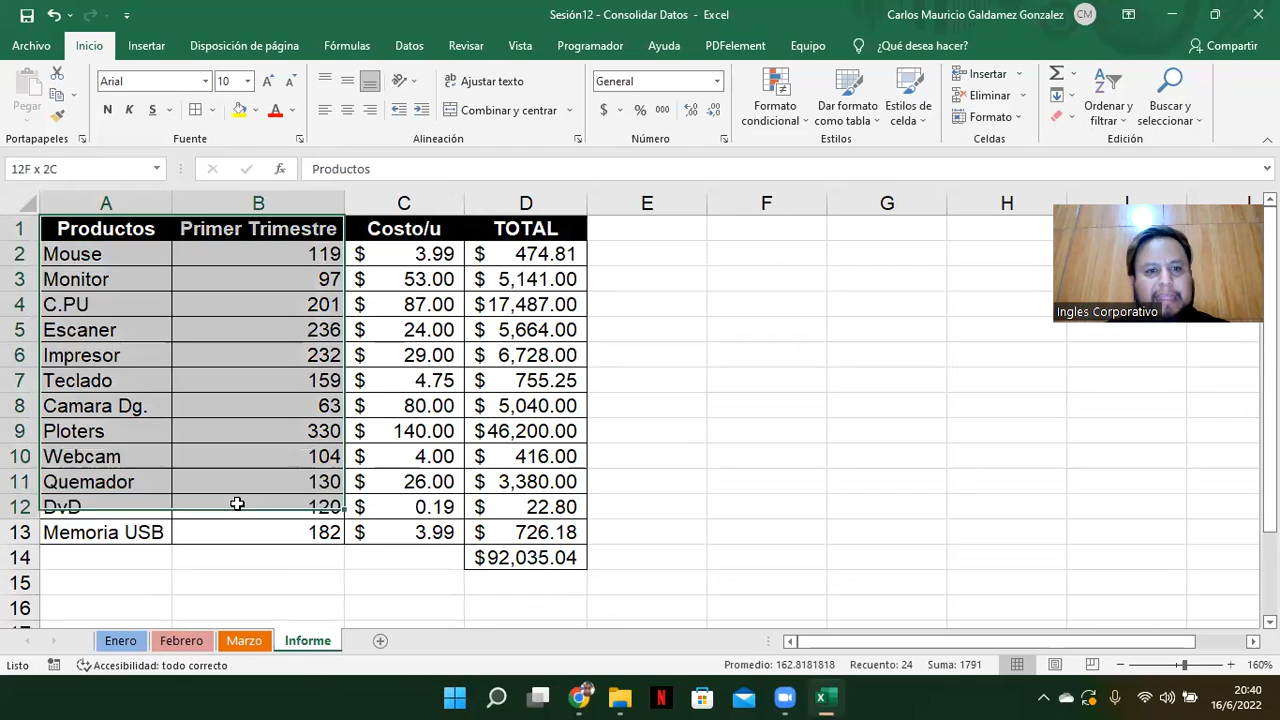 Sesión12 - Consolidar Datos - Excel
Carlos Mauricio Galdamez Gonzalez CM
Archivo Inicio Insertar Disposición de página Fórmulas Datos Revisar Vista Programador Ayuda PDFelement Equipo ¿Qué desea hacer? Compartir
Pegar
Arial 10
N K S
Ajustar texto
Combinar y centrar
General
$ % 000
Formato condicional
Dar formato como tabla
Estilos de celda
Insertar
Eliminar
Formato
Ordenar y filtrar
Buscar y seleccionar
Portapapeles Fuente Alineación Número Estilos Celdas Edición
12F x 2C fx Productos
A B C D E F G H I L
1 Productos Primer Trimestre Costo/u TOTAL
2 Mouse 119 $ 3.99 $ 474.81
3 Monitor 97 $ 53.00 $ 5,141.00
4 C.PU 201 $ 87.00 $17,487.00
5 Escaner 236 $ 24.00 $ 5,664.00
6 Impresor 232 $ 29.00 $ 6,728.00
7 Teclado 159 $ 4.75 $ 755.25
8 Camara Dg. 63 $ 80.00 $ 5,040.00
9 Ploters 330 $ 140.00 $46,200.00
10 Webcam 104 $ 4.00 $ 416.00
11 Quemador 130 $ 26.00 $ 3,380.00
12 DvD 120 $ 0.19 $ 22.80
13 Memoria USB 182 $ 3.99 $ 726.18
14 $92,035.04
15
16
Ingles Corporativo
Enero Febrero Marzo Informe
Listo Accesibilidad: todo correcto Promedio: 162.8181818 Recuento: 24 Suma: 1791 160%
20:40
16/6/2022